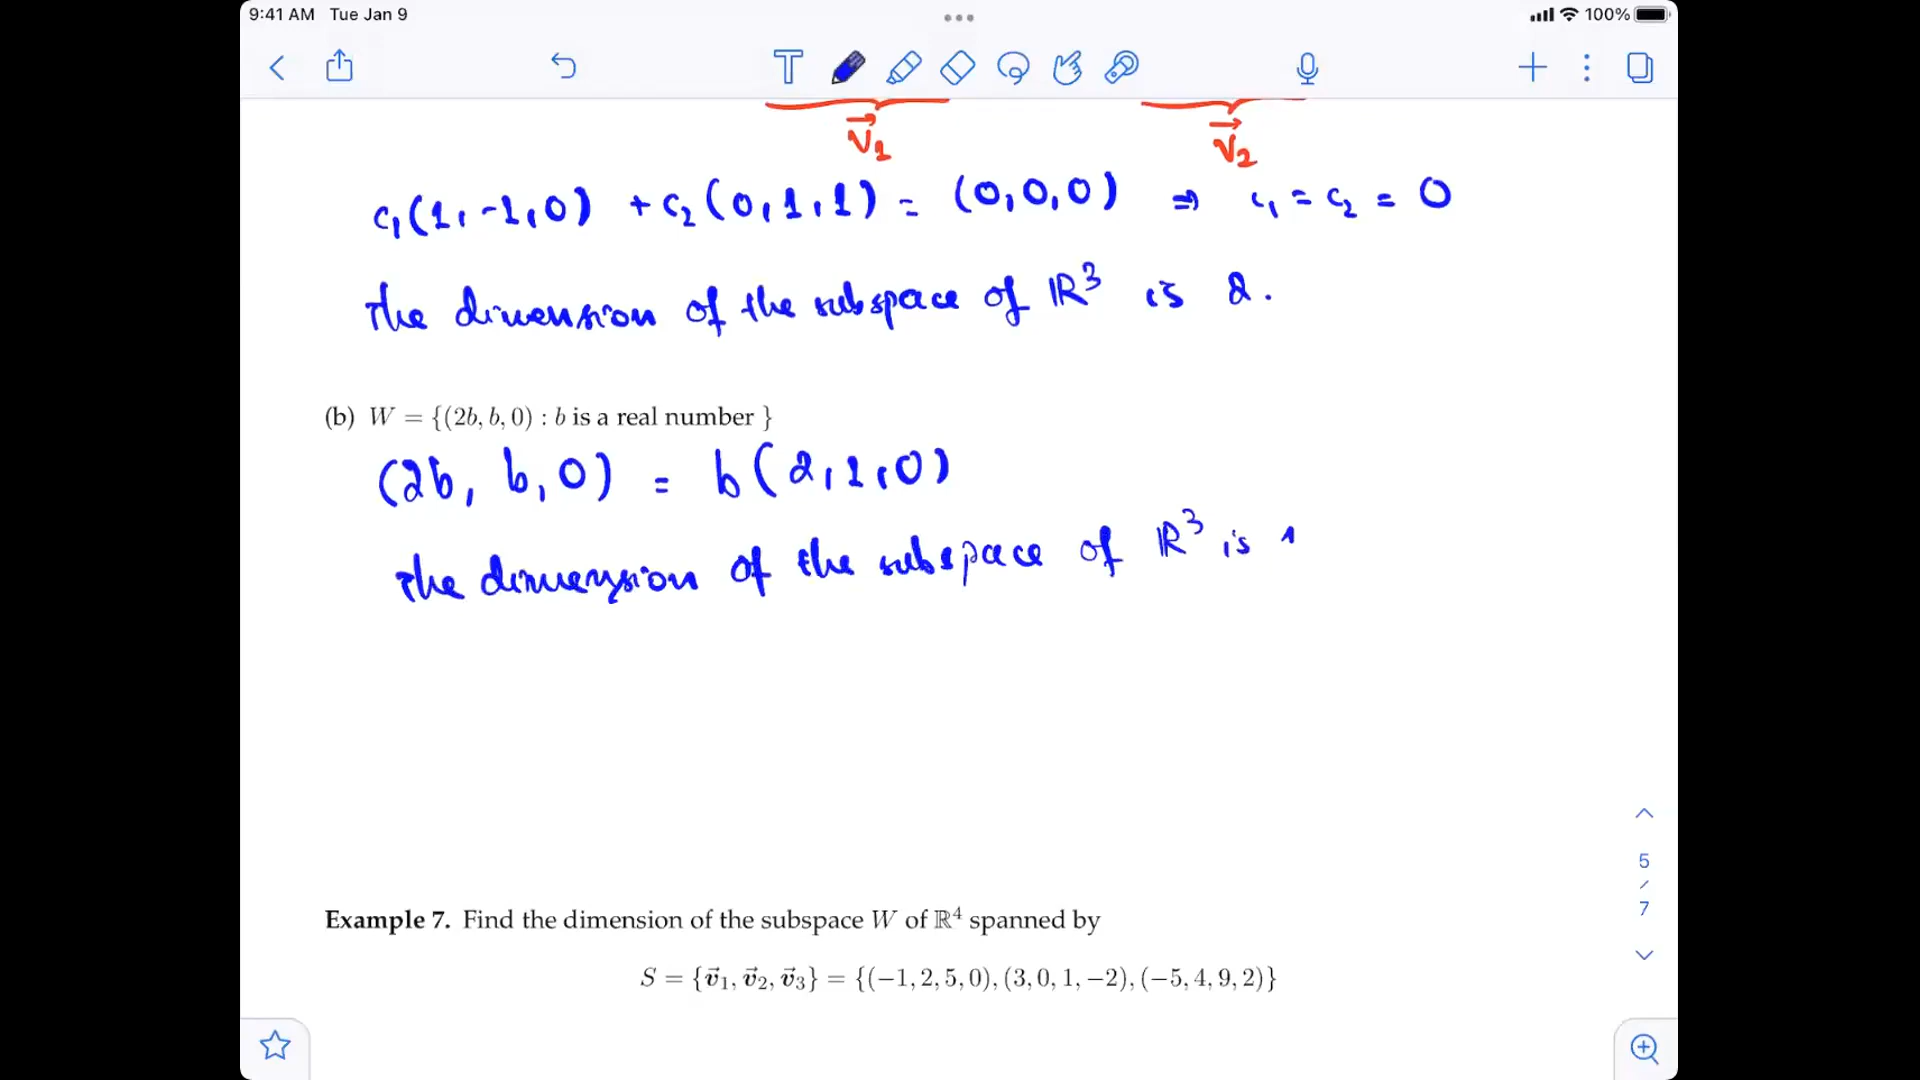 9:41 AM Tue Jan 9
100%
T
v⃗₁ v⃗₂
c₁(1,-1,0) + c₂(0,1,1) = (0,0,0) ⇒ c₁ = c₂ = 0
The dimension of the subspace of ℝ³ is 2.
(b) W = {(2b, b, 0) : b is a real number }
(2b, b, 0) = b(2,1,0)
The dimension of the subspace of ℝ³ is 1
5
/
7
Example 7. Find the dimension of the subspace W of ℝ⁴ spanned by
S = {v⃗₁, v⃗₂, v⃗₃} = {(−1, 2, 5, 0), (3, 0, 1, −2), (−5, 4, 9, 2)}